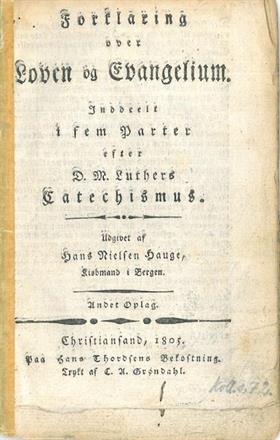 Forklaring
over
Loven og Evangelium.
Inddeelt
i fem Parter
efter
D. M. Luthers
Catechismus.
Udgivet af
Hans Nielsen Hauge,
Kiøbmand i Bergen.
Andet Oplag.
Christiansand, 1805.
Paa Hans Thordsens Bekostning.
Trykt af C. A. Grøndahl.